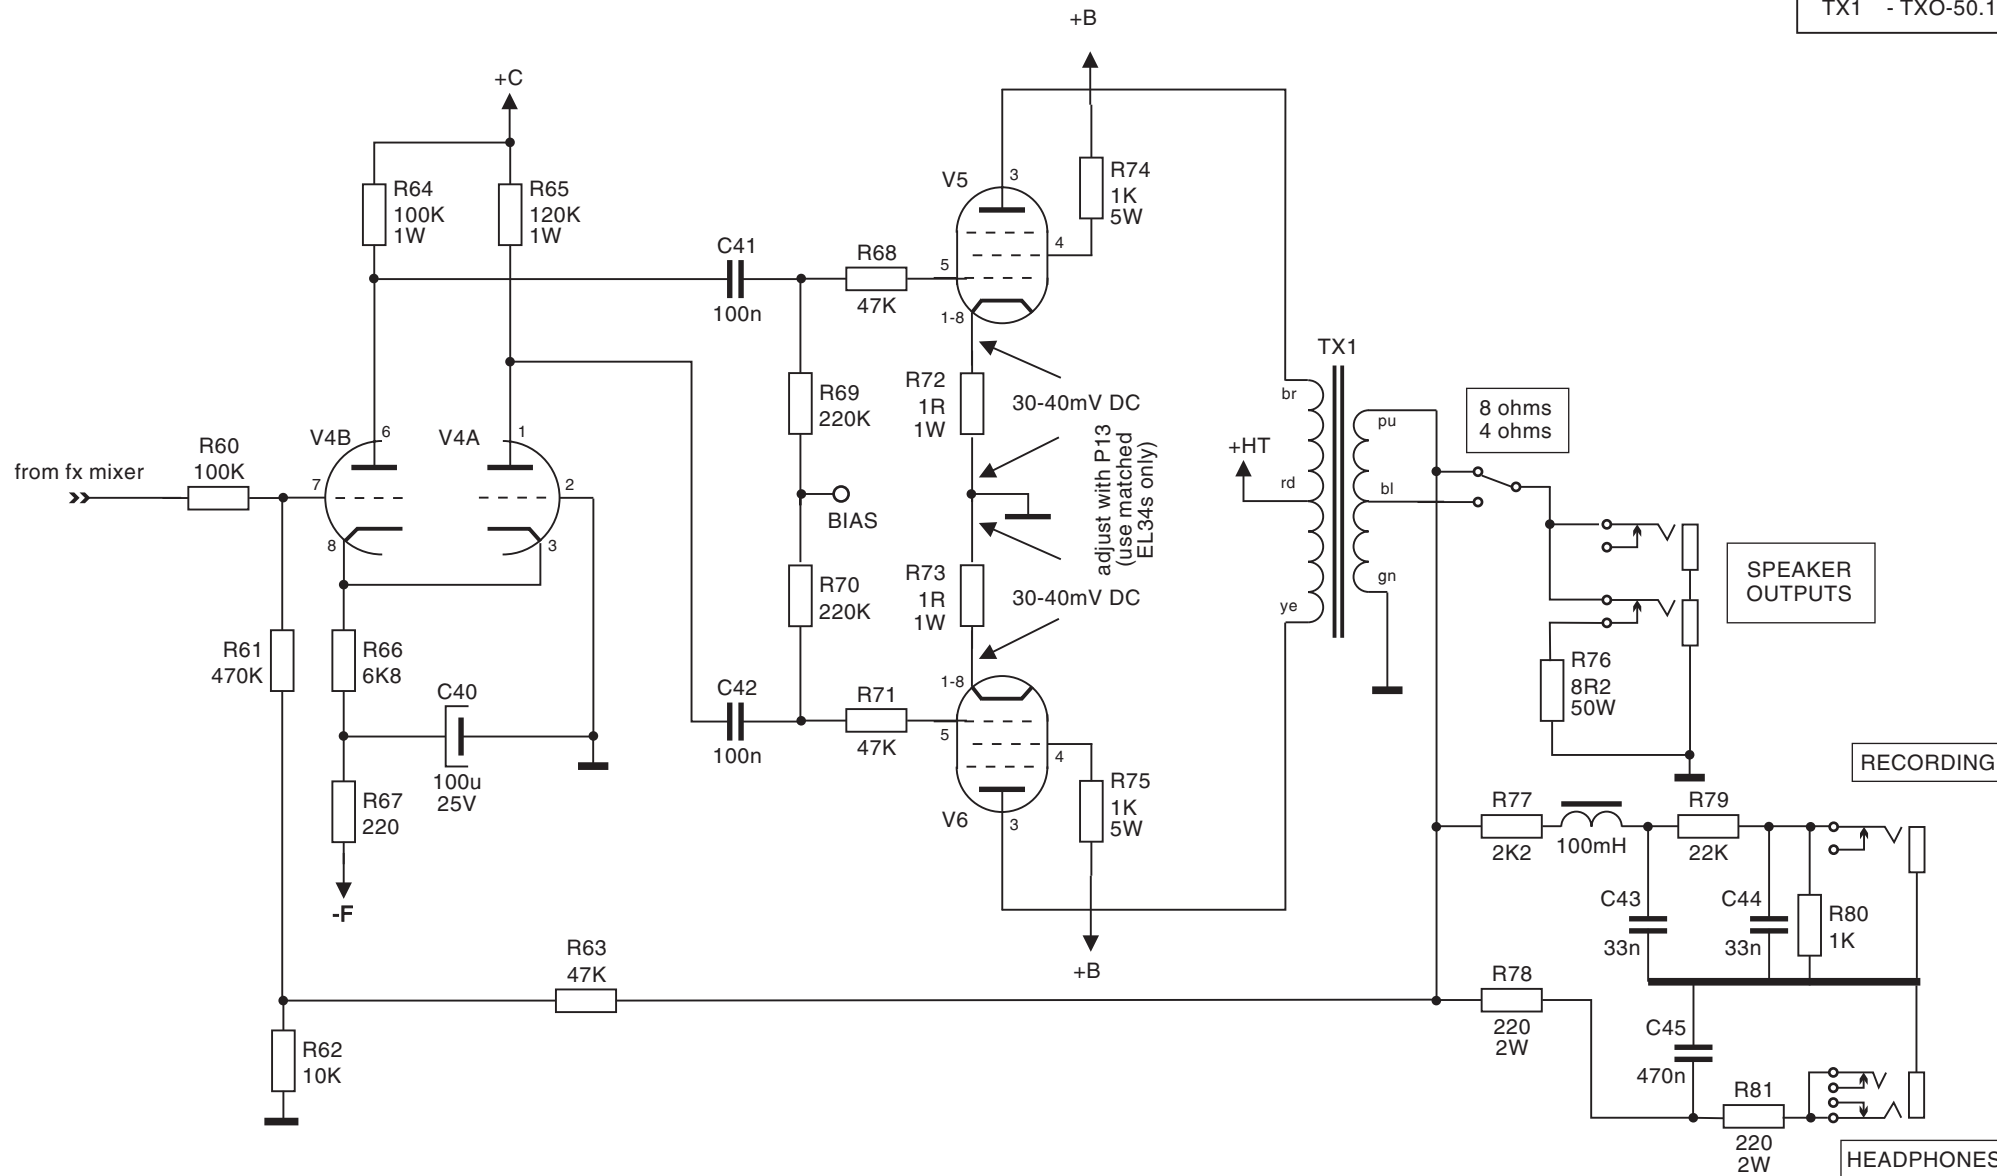 TX1 - TXO-50.1
+B
+C
R64
100K
1W
R65
120K
1W
V5
3
4
5
1-8
R74
1K
5W
C41
100n
R68
47K
R60
100K
from fx mixer
V4B
6
7
8
V4A
1
2
3
R69
220K
BIAS
R70
220K
R72
1R
1W
30-40mV DC
adjust with P13
(use matched
EL34s only)
R73
1R
1W
30-40mV DC
TX1
br
rd
ye
+HT
pu
bl
gn
8 ohms
4 ohms
SPEAKER
OUTPUTS
R76
8R2
50W
R61
470K
R66
6K8
C40
100u
25V
R67
220
-F
C42
100n
R71
47K
1-8
5
4
3
V6
R75
1K
5W
+B
RECORDING
R77
2K2
100mH
R79
22K
C43
33n
C44
33n
R80
1K
R63
47K
R62
10K
R78
220
2W
C45
470n
R81
220
2W
HEADPHONES